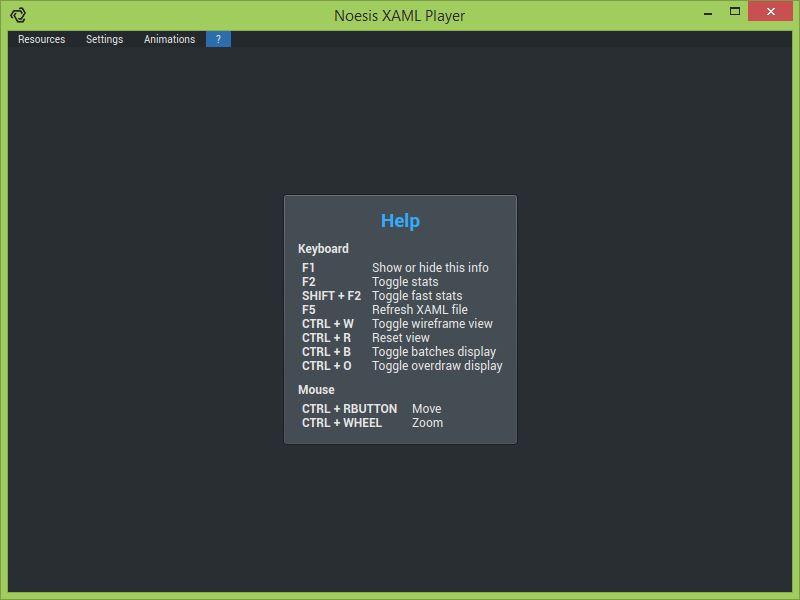 Noesis XAML Player
Resources Settings Animations ?
Help
Keyboard
F1 Show or hide this info
F2 Toggle stats
SHIFT + F2 Toggle fast stats
F5 Refresh XAML file
CTRL + W Toggle wireframe view
CTRL + R Reset view
CTRL + B Toggle batches display
CTRL + O Toggle overdraw display
Mouse
CTRL + RBUTTON Move
CTRL + WHEEL Zoom